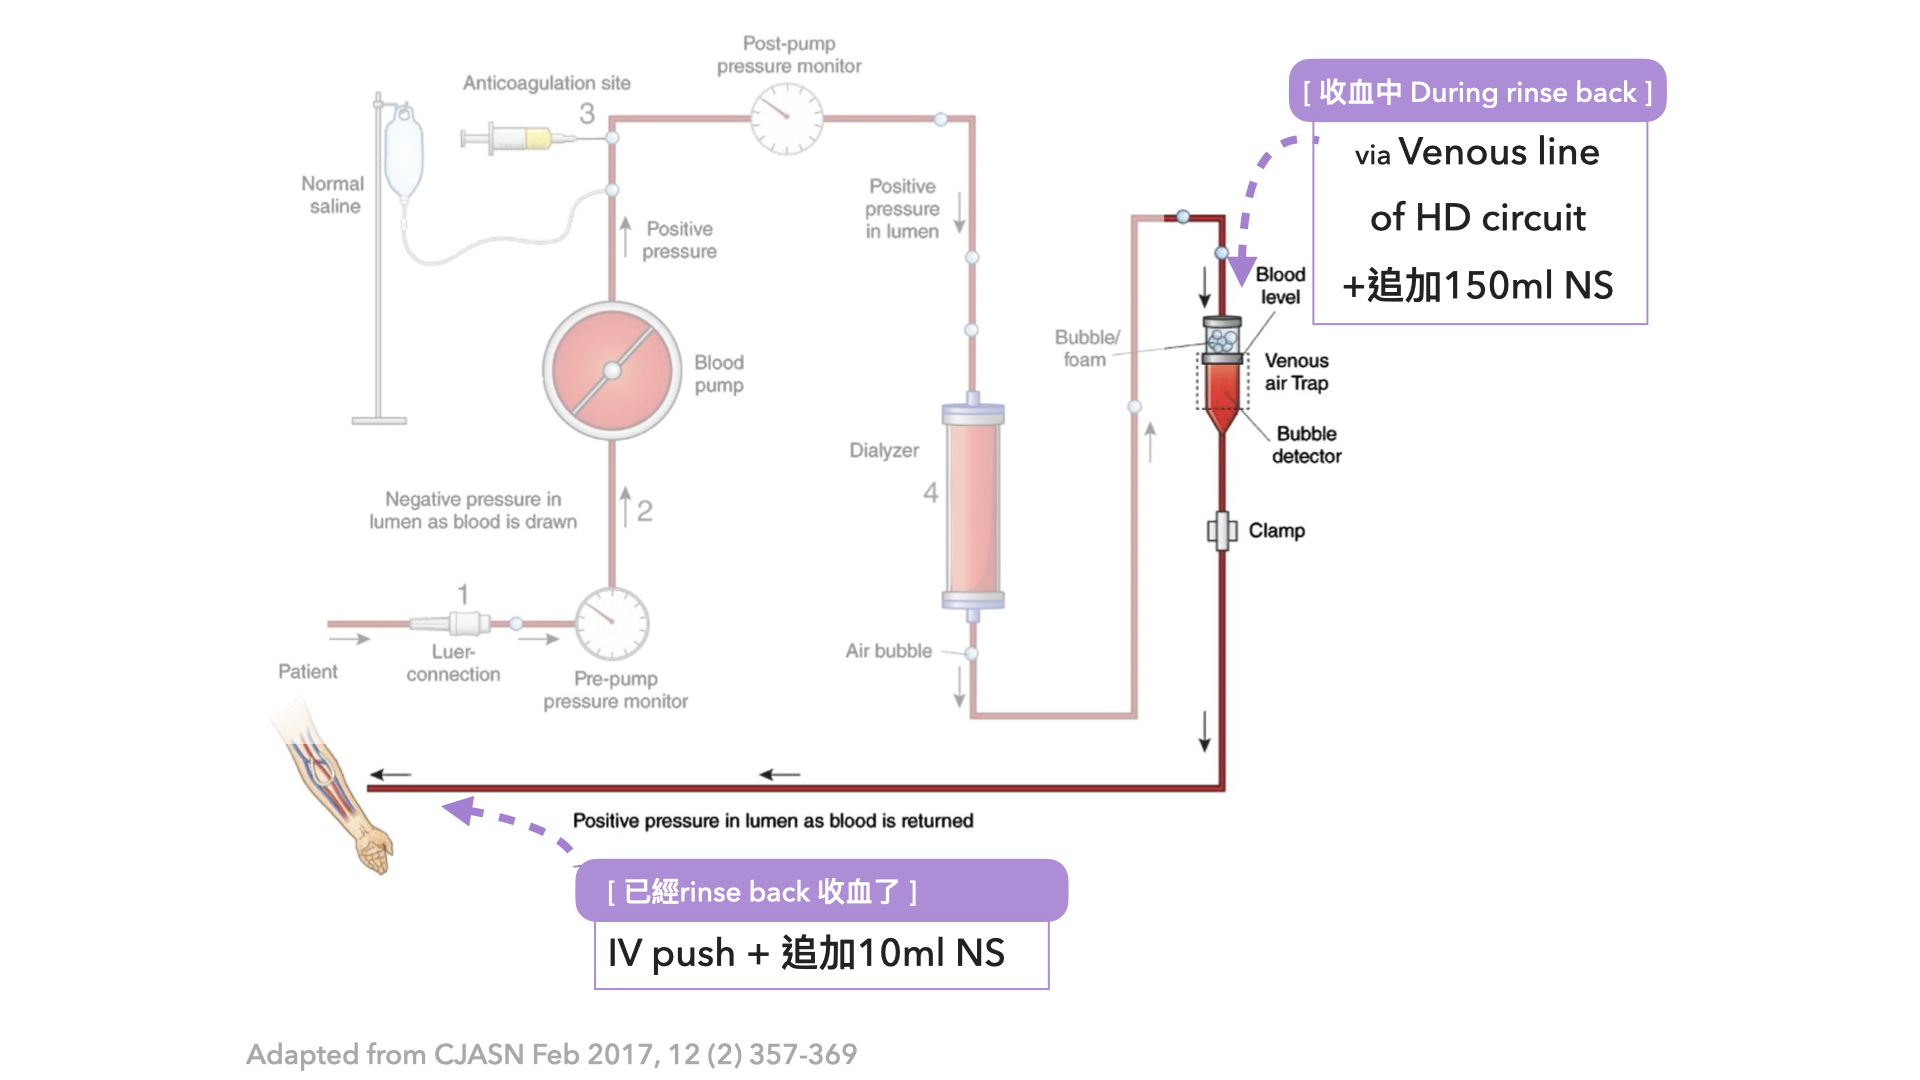 Post-pump
pressure monitor
Anticoagulation site
3
Normal
saline
Positive
pressure
Positive
pressure
in lumen
[ 收血中 During rinse back ]
via Venous line
of HD circuit
+追加150ml NS
Blood
level
Bubble/
foam
Venous
air Trap
Blood
pump
Bubble
detector
Dialyzer
4
Negative pressure in
lumen as blood is drawn
2
Clamp
1
Luer-
connection
Patient
Pre-pump
pressure monitor
Air bubble
Positive pressure in lumen as blood is returned
[ 已經rinse back 收血了 ]
IV push + 追加10ml NS
Adapted from CJASN Feb 2017, 12 (2) 357-369